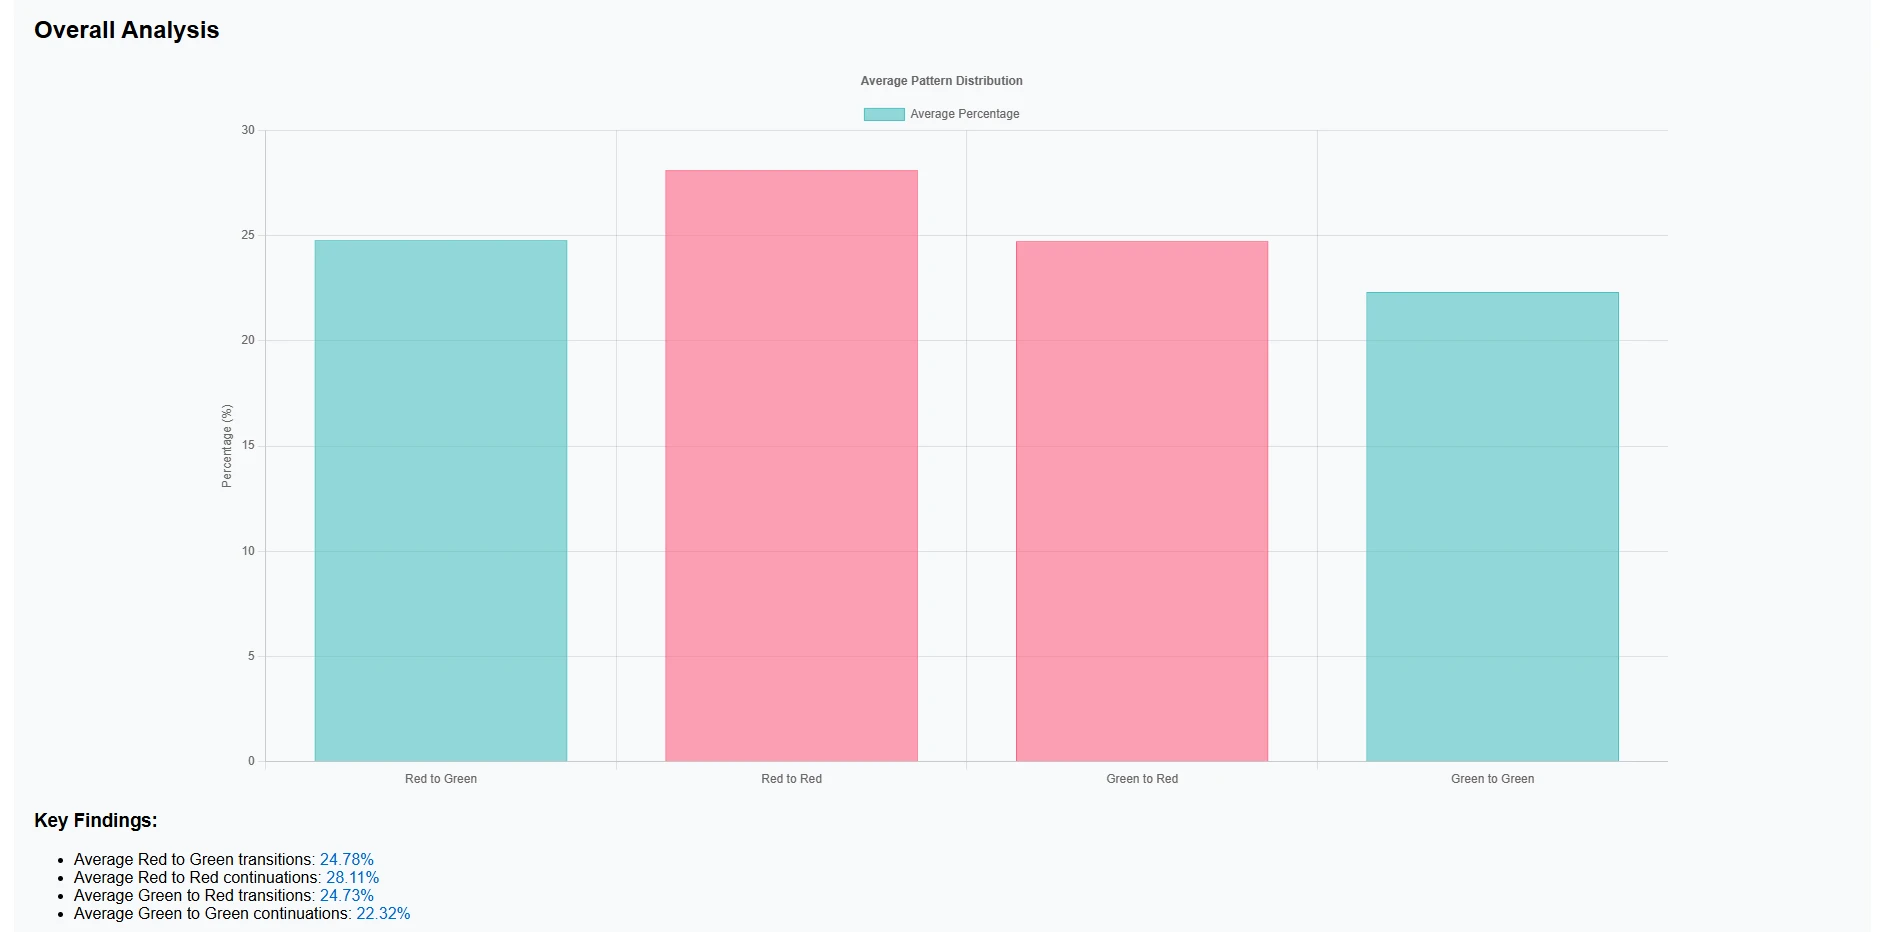 Overall Analysis
Average Pattern Distribution
Average Percentage
30
25
20
15
10
5
0
Percentage (%)
Red to Green
Red to Red
Green to Red
Green to Green
Key Findings:
• Average Red to Green transitions: 24.78%
• Average Red to Red continuations: 28.11%
• Average Green to Red transitions: 24.73%
• Average Green to Green continuations: 22.32%